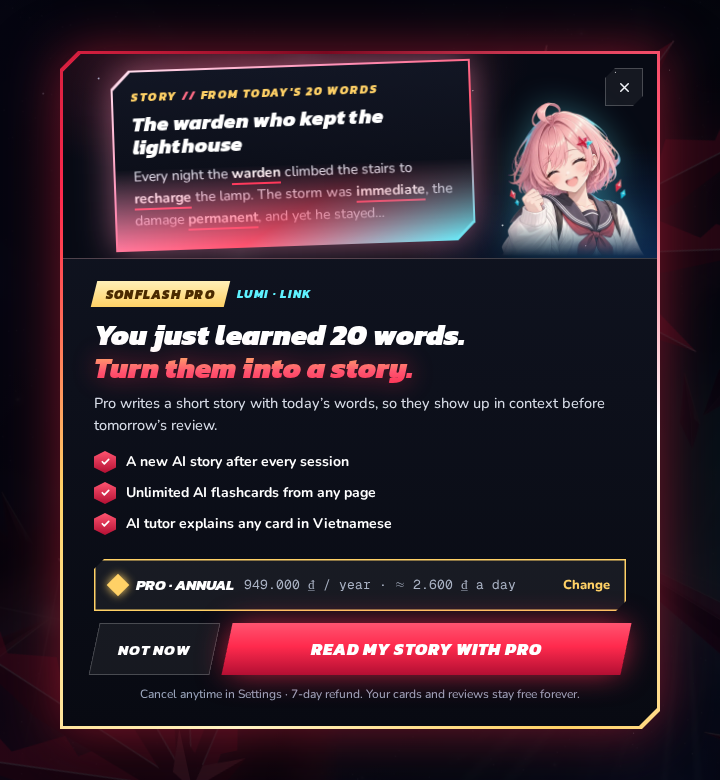 STORY // FROM TODAY'S 20 WORDS
The warden who kept the
lighthouse
Every night the warden climbed the stairs to
recharge the lamp. The storm was immediate, the
damage permanent, and yet he stayed...
×
SONFLASH PRO LUMI · LINK
You just learned 20 words.
Turn them into a story.
Pro writes a short story with today's words, so they show up in context before
tomorrow's review.
A new AI story after every session
Unlimited AI flashcards from any page
AI tutor explains any card in Vietnamese
PRO · ANNUAL 949.000 ₫ / year · ≈ 2.600 ₫ a day Change
NOT NOW READ MY STORY WITH PRO
Cancel anytime in Settings · 7-day refund. Your cards and reviews stay free forever.